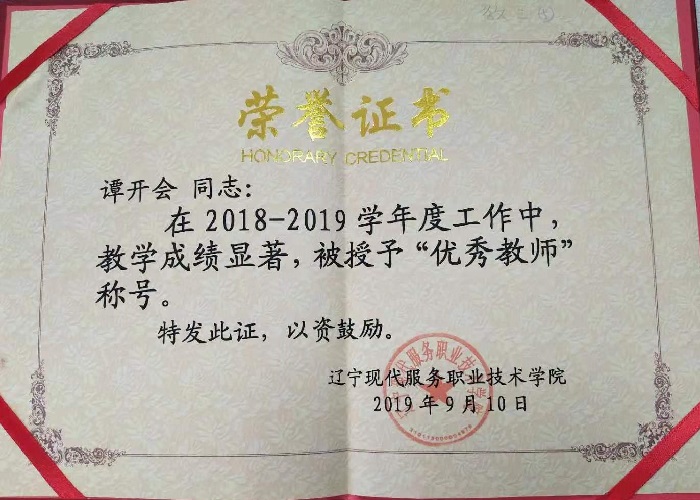 荣誉证书
HONORARY CREDENTIAL
谭开会 同志：
在 2018-2019 学年度工作中，
教学成绩显著，被授予“优秀教师”
称号。
特发此证，以资鼓励。
辽宁现代服务职业技术学院
2019 年 9 月 10 日